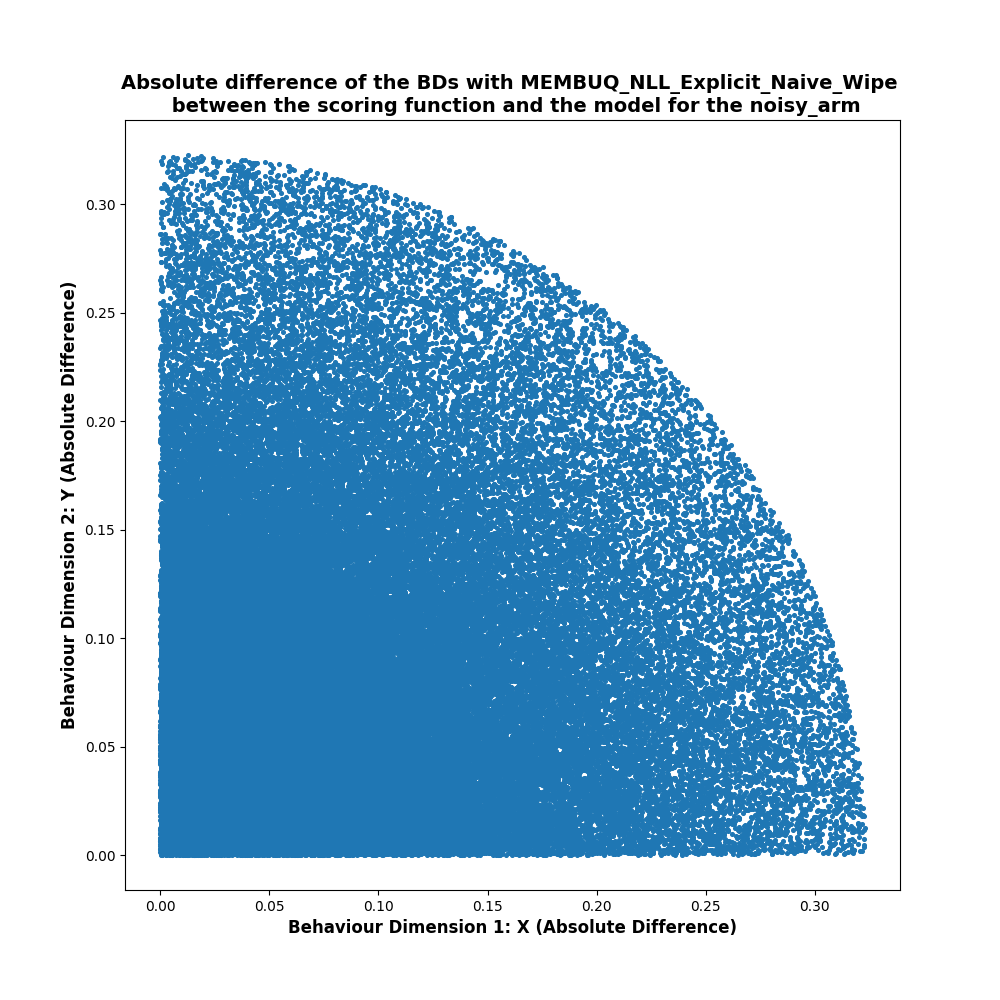 Absolute difference of the BDs with MEMBUQ_NLL_Explicit_Naive_Wipe
between the scoring function and the model for the noisy_arm
Behaviour Dimension 2: Y (Absolute Difference)
0.30
0.25
0.20
0.15
0.10
0.05
0.00
0.00 0.05 0.10 0.15 0.20 0.25 0.30
Behaviour Dimension 1: X (Absolute Difference)